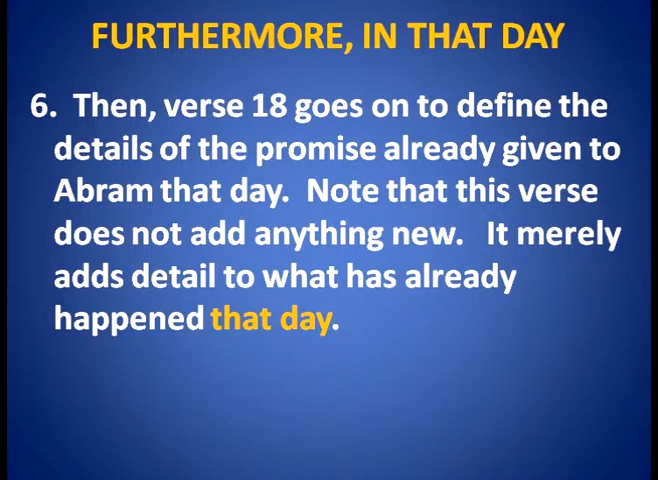 FURTHERMORE, IN THAT DAY
6. Then, verse 18 goes on to define the
details of the promise already given to
Abram that day. Note that this verse
does not add anything new. It merely
adds detail to what has already
happened that day.